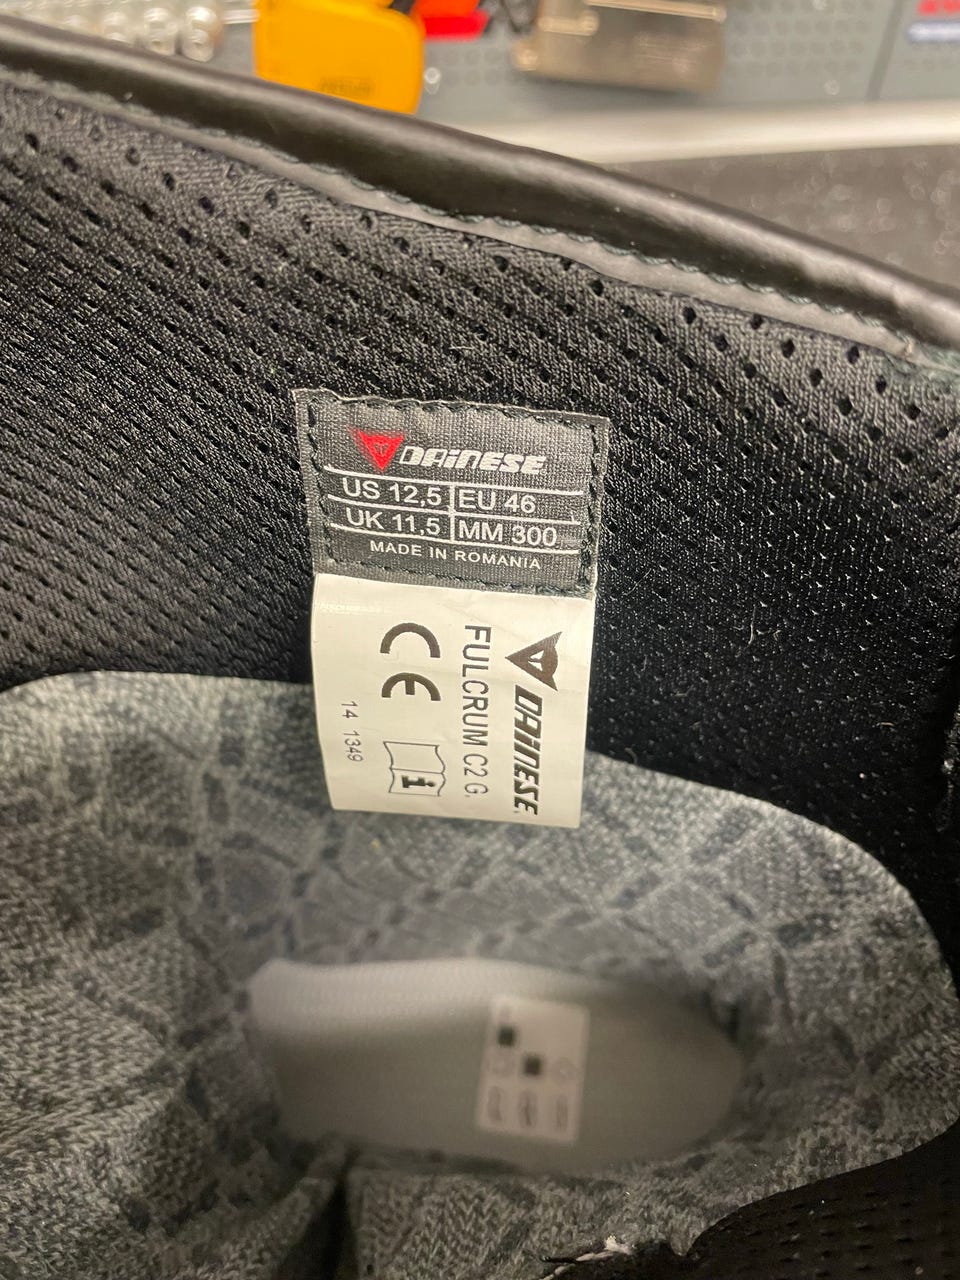 DAINESE
US 12,5 EU 46
UK 11,5 MM 300
MADE IN ROMANIA
DAINESE
FULCRUM C2 G.
CE
i
14 1349